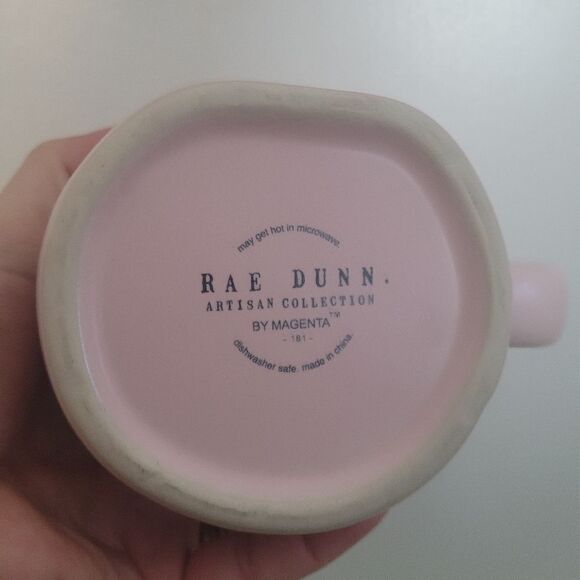 may get hot in microwave.
RAE DUNN.
ARTISAN COLLECTION
BY MAGENTA™
- 181 -
dishwasher safe. made in china.